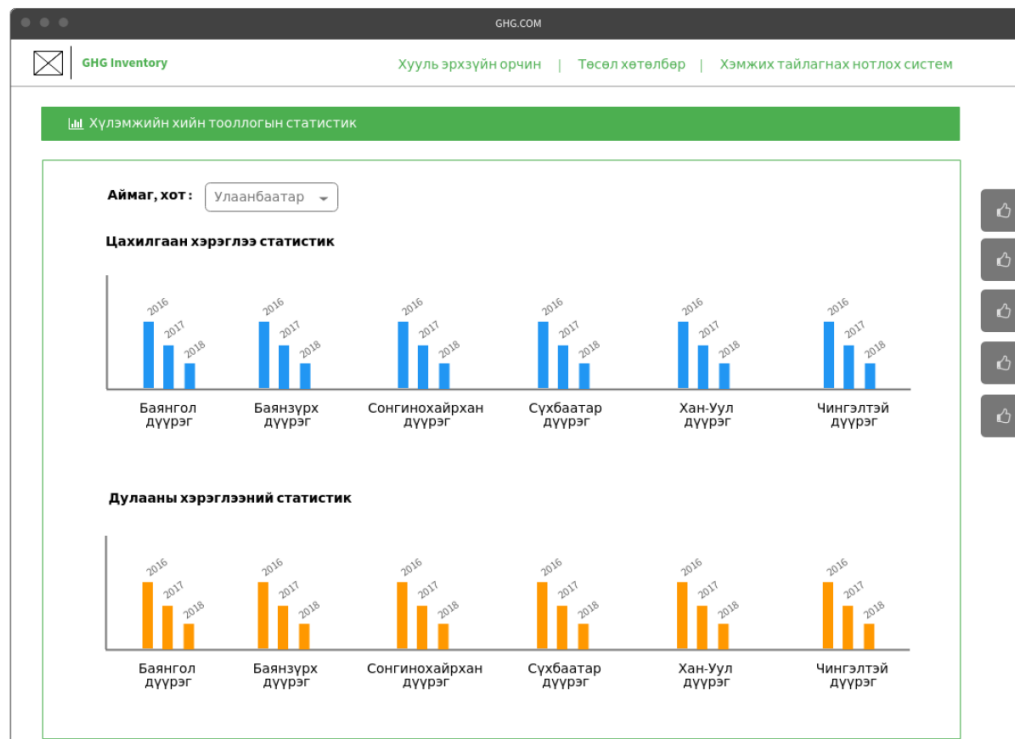 GHG.COM
GHG Inventory
Хууль эрхзүйн орчин | Төсөл хөтөлбөр | Хэмжих тайлагнах нотлох систем
Хүлэмжийн хийн тооллогын статистик
Аймаг, хот : Улаанбаатар
Цахилгаан хэрэглээ статистик
2016 2017 2018 2016 2017 2018 2016 2017 2018 2016 2017 2018 2016 2017 2018 2016 2017 2018
Баянгол Баянзүрх Сонгинохайрхан Сүхбаатар Хан-Уул Чингэлтэй
дүүрэг дүүрэг дүүрэг дүүрэг дүүрэг дүүрэг
Дулааны хэрэглээний статистик
2016 2017 2018 2016 2017 2018 2016 2017 2018 2016 2017 2018 2016 2017 2018 2016 2017 2018
Баянгол Баянзүрх Сонгинохайрхан Сүхбаатар Хан-Уул Чингэлтэй
дүүрэг дүүрэг дүүрэг дүүрэг дүүрэг дүүрэг